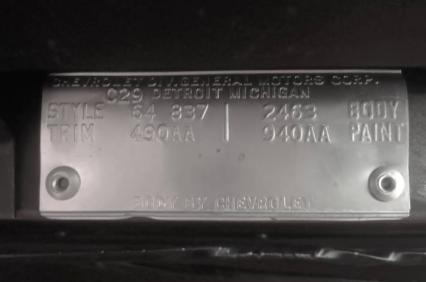 CHEVROLET DIV. GENERAL MOTORS CORP.
C29 DETROIT MICHIGAN
STYLE 64 837 2463 BODY
TRIM 490AA 940AA PAINT
BODY BY CHEVROLET